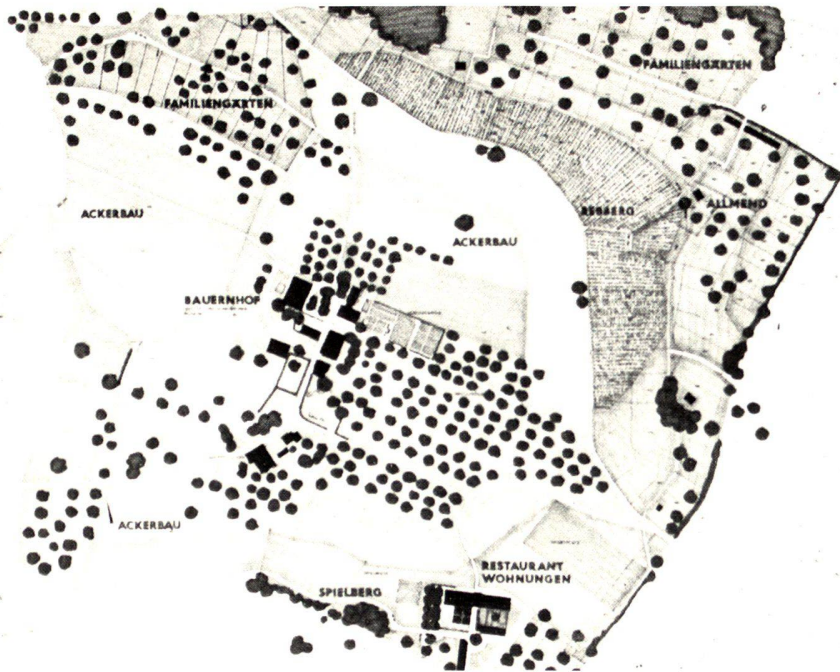 FAMILIENGÄRTEN
FAMILIENGÄRTEN
ACKERBAU
REBBERG
ALLMEND
ACKERBAU
BAUERNHOF
ACKERBAU
RESTAURANT
WOHNUNGEN
SPIELBERG